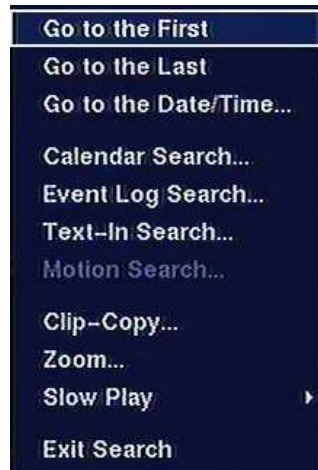 Go to the First
Go to the Last
Go to the Date/Time...
Calendar Search...
Event Log Search...
Text-In Search...
Motion Search...
Clip-Copy...
Zoom...
Slow Play
Exit Search